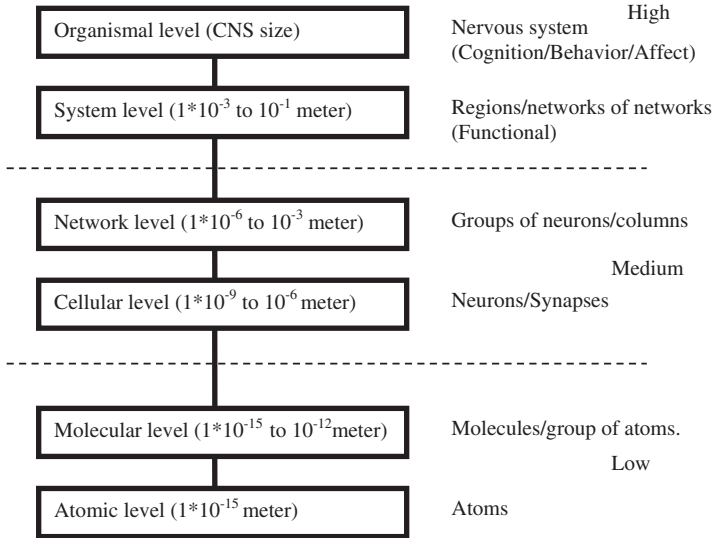 High
Organismal level (CNS size)
Nervous system
(Cognition/Behavior/Affect)
System level (1*10⁻³ to 10⁻¹ meter)
Regions/networks of networks
(Functional)
Network level (1*10⁻⁶ to 10⁻³ meter)
Groups of neurons/columns
Medium
Cellular level (1*10⁻⁹ to 10⁻⁶ meter)
Neurons/Synapses
Molecular level (1*10⁻¹⁵ to 10⁻¹²meter)
Molecules/group of atoms.
Low
Atomic level (1*10⁻¹⁵ meter)
Atoms